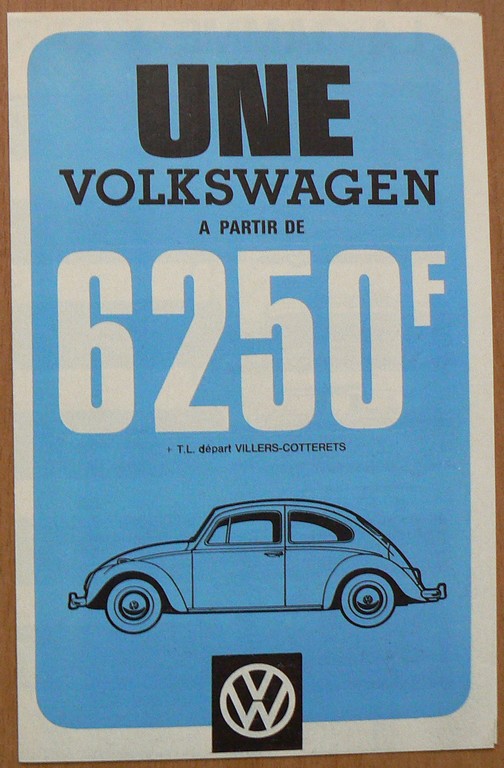 UNE
VOLKSWAGEN
A PARTIR DE
6250F
+ T.L. départ VILLERS-COTTERETS
VW